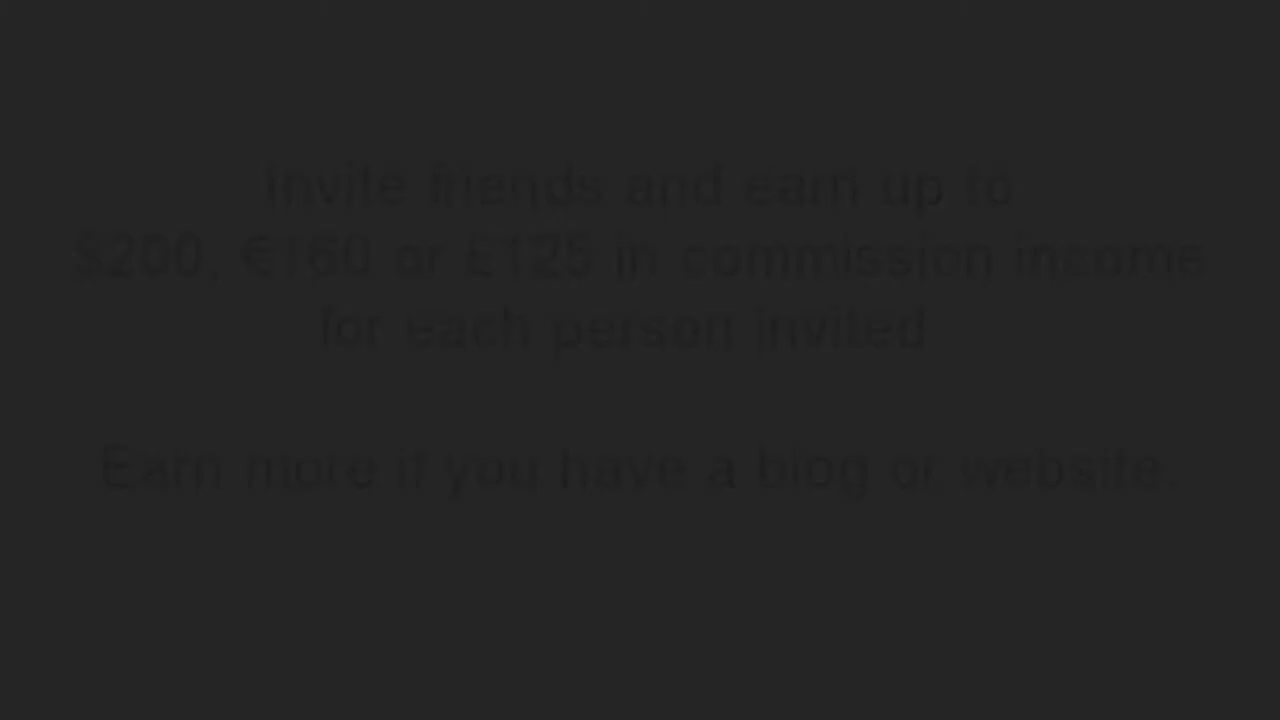 Invite friends and earn up to
$200, €160 or £125 in commission income
for each person invited
Earn more if you have a blog or website.